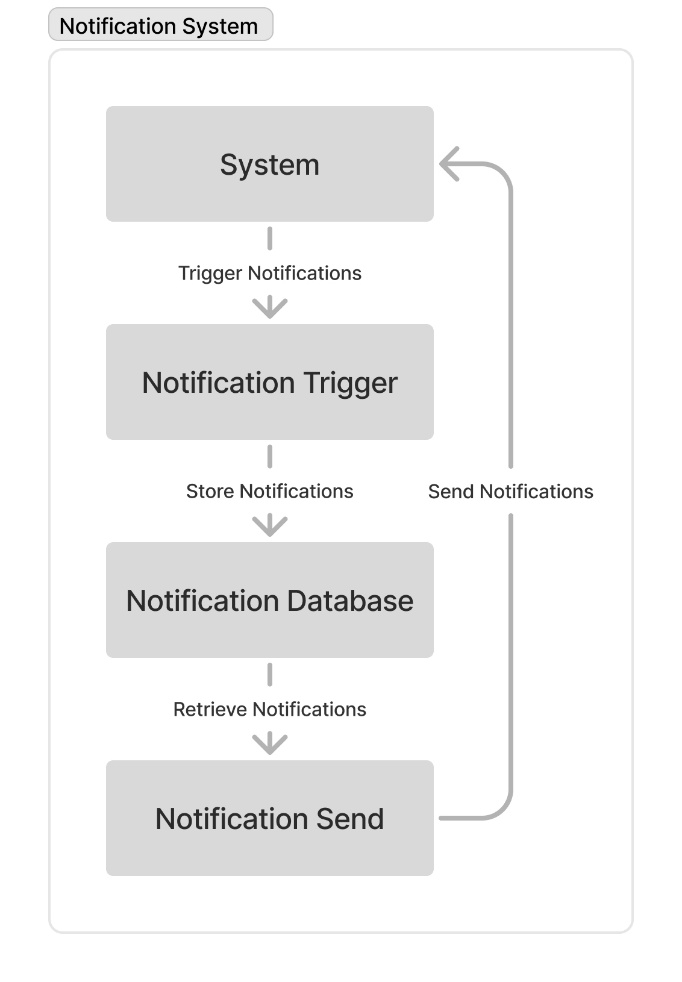 Notification System
System
Trigger Notifications
Notification Trigger
Store Notifications
Send Notifications
Notification Database
Retrieve Notifications
Notification Send